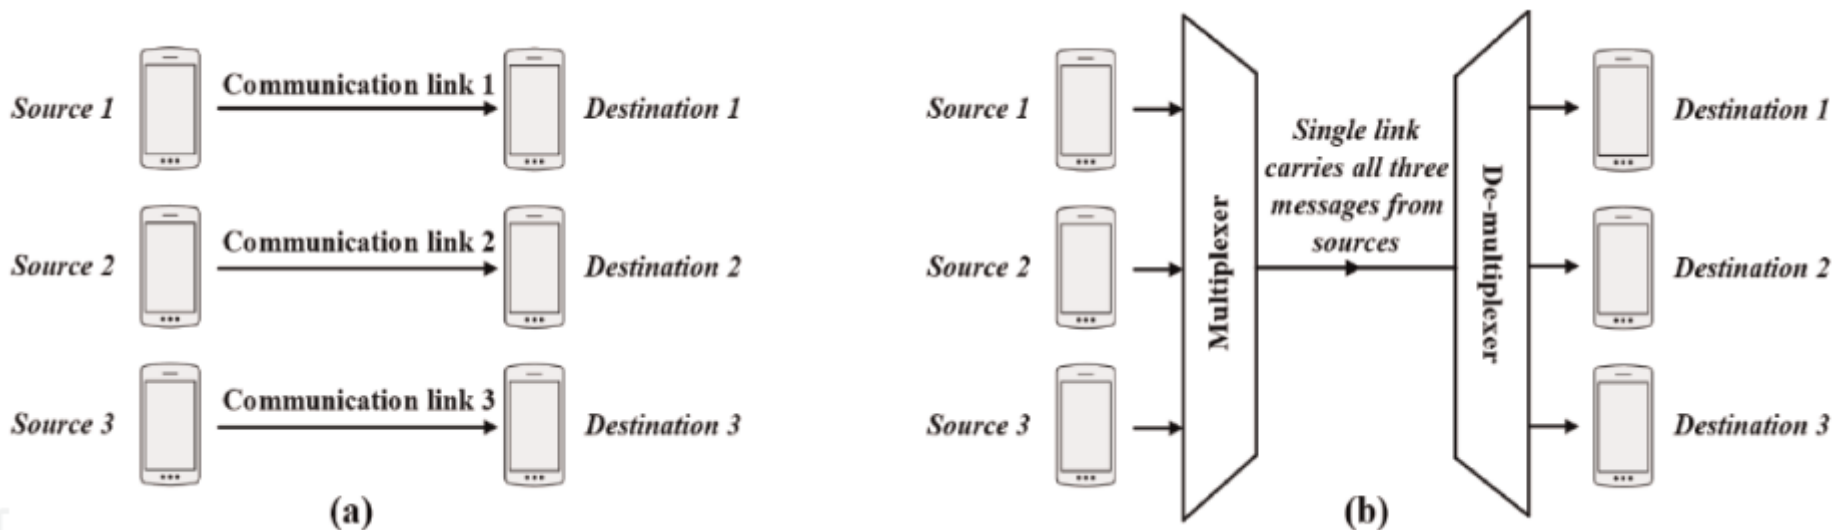 Source 1
Communication link 1
Destination 1
Source 2
Communication link 2
Destination 2
Source 3
Communication link 3
Destination 3
(a)
Source 1
Source 2
Source 3
Multiplexer
Single link
carries all three
messages from
sources
De-multiplexer
Destination 1
Destination 2
Destination 3
(b)